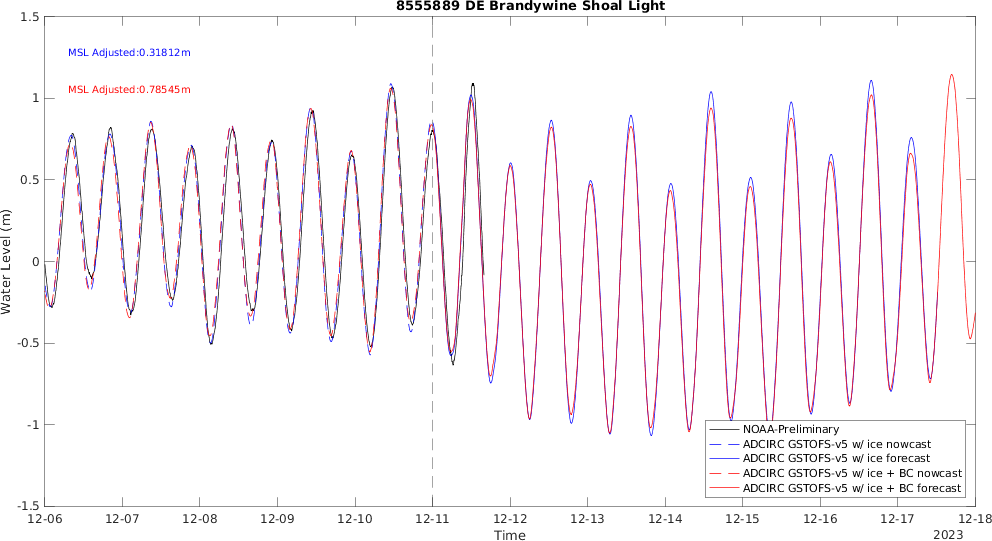 8555889 DE Brandywine Shoal Light
MSL Adjusted:0.31812m
MSL Adjusted:0.78545m
Water Level (m)
1.5
1
0.5
0
-0.5
-1
-1.5
NOAA-Preliminary
ADCIRC GSTOFS-v5 w/ ice nowcast
ADCIRC GSTOFS-v5 w/ ice forecast
ADCIRC GSTOFS-v5 w/ ice + BC nowcast
ADCIRC GSTOFS-v5 w/ ice + BC forecast
12-06 12-07 12-08 12-09 12-10 12-11 12-12 12-13 12-14 12-15 12-16 12-17 12-18
Time
2023